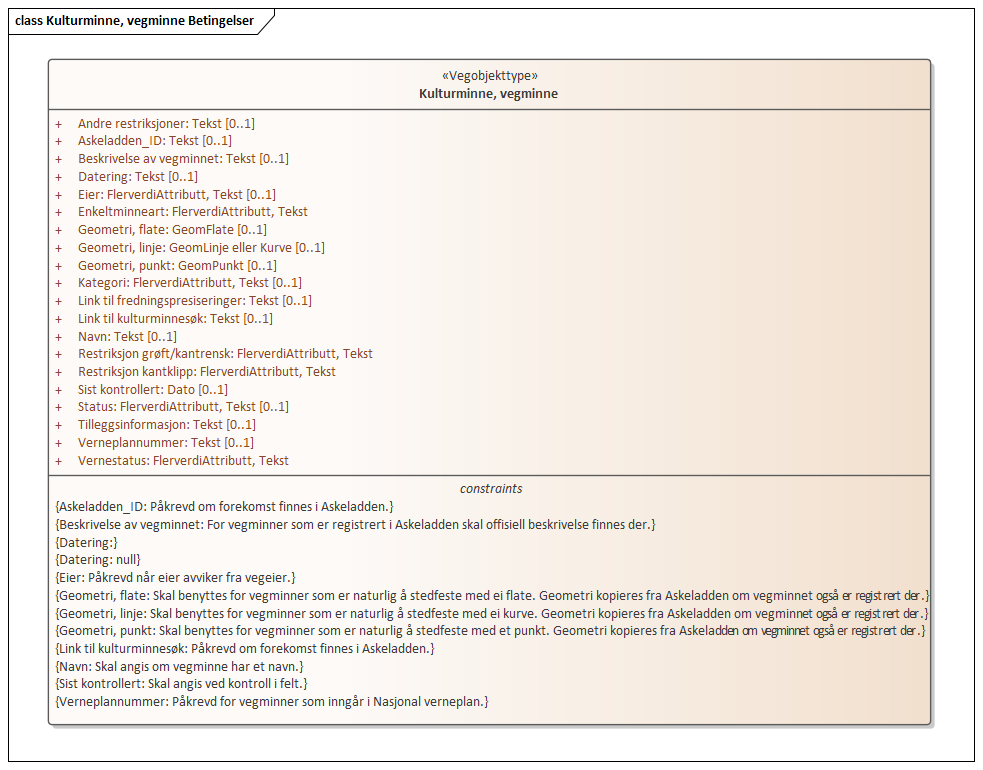 class Kulturminne, vegminne Betingelser
«Vegobjekttype»
Kulturminne, vegminne
+ Andre restriksjoner: Tekst [0..1]
+ Askeladden_ID: Tekst [0..1]
+ Beskrivelse av vegminnet: Tekst [0..1]
+ Datering: Tekst [0..1]
+ Eier: FlerverdiAttributt, Tekst [0..1]
+ Enkeltminneart: FlerverdiAttributt, Tekst
+ Geometri, flate: GeomFlate [0..1]
+ Geometri, linje: GeomLinje eller Kurve [0..1]
+ Geometri, punkt: GeomPunkt [0..1]
+ Kategori: FlerverdiAttributt, Tekst [0..1]
+ Link til fredningspresiseringer: Tekst [0..1]
+ Link til kulturminnesøk: Tekst [0..1]
+ Navn: Tekst [0..1]
+ Restriksjon grøft/kantrensk: FlerverdiAttributt, Tekst
+ Restriksjon kantklipp: FlerverdiAttributt, Tekst
+ Sist kontrollert: Dato [0..1]
+ Status: FlerverdiAttributt, Tekst [0..1]
+ Tilleggsinformasjon: Tekst [0..1]
+ Verneplannummer: Tekst [0..1]
+ Vernestatus: FlerverdiAttributt, Tekst
constraints
{Askeladden_ID: Påkrevd om forekomst finnes i Askeladden.}
{Beskrivelse av vegminnet: For vegminner som er registrert i Askeladden skal offisiell beskrivelse finnes der.}
{Datering:}
{Datering: null}
{Eier: Påkrevd når eier avviker fra vegeier.}
{Geometri, flate: Skal benyttes for vegminner som er naturlig å stedfeste med ei flate. Geometri kopieres fra Askeladden om vegminnet også er registrert der.}
{Geometri, linje: Skal benyttes for vegminner som er naturlig å stedfeste med ei kurve. Geometri kopieres fra Askeladden om vegminnet også er registrert der.}
{Geometri, punkt: Skal benyttes for vegminner som er naturlig å stedfeste med et punkt. Geometri kopieres fra Askeladden om vegminnet også er registrert der.}
{Link til kulturminnesøk: Påkrevd om forekomst finnes i Askeladden.}
{Navn: Skal angis om vegminne har et navn.}
{Sist kontrollert: Skal angis ved kontroll i felt.}
{Verneplannummer: Påkrevd for vegminner som inngår i Nasjonal verneplan.}